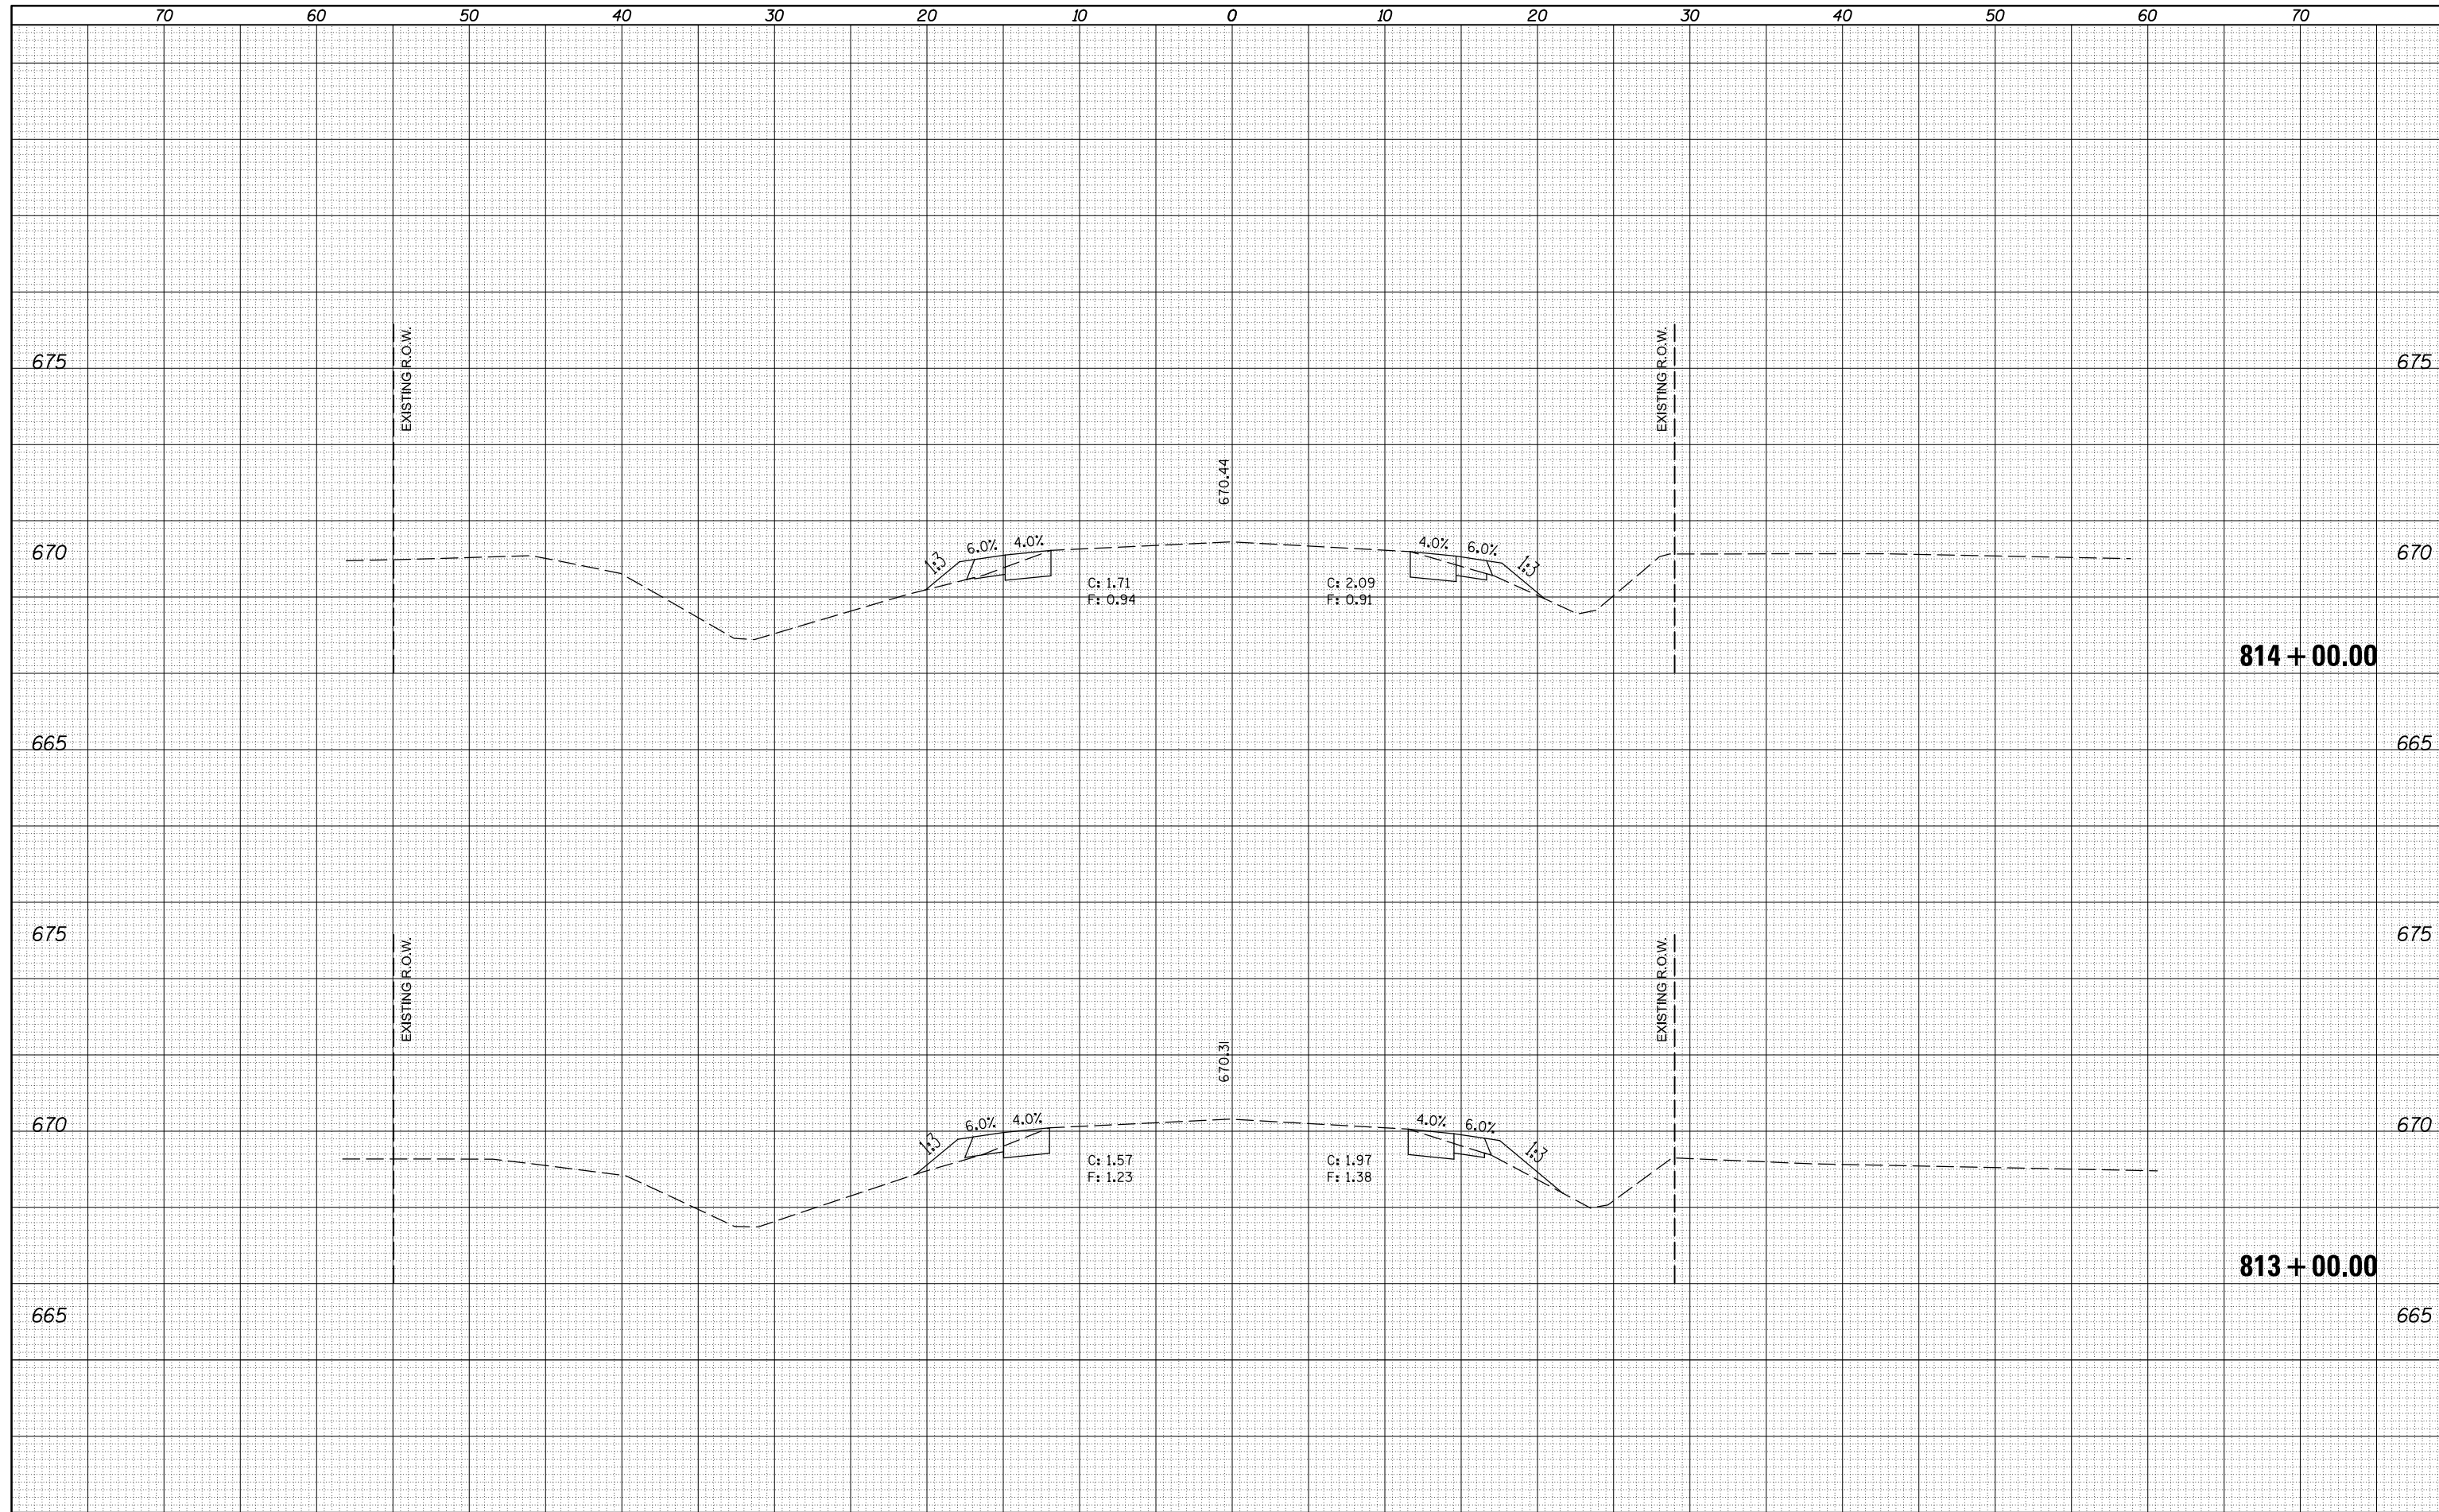 70 60 50 40 30 20 10 0 10 20 30 40 50 60 70
EXISTING R.O.W.
EXISTING R.O.W.
675 675
670.44
670 670
1:3 6.0% 4.0% 4.0% 6.0% 1:3
C: 1.71
F: 0.94
C: 2.09
F: 0.91
814+00.00
665 665
675 675
EXISTING R.O.W.
EXISTING R.O.W.
670.31
670 670
1:3 6.0% 4.0% 4.0% 6.0% 1:3
C: 1.57
F: 1.23
C: 1.97
F: 1.38
813+00.00
665 665